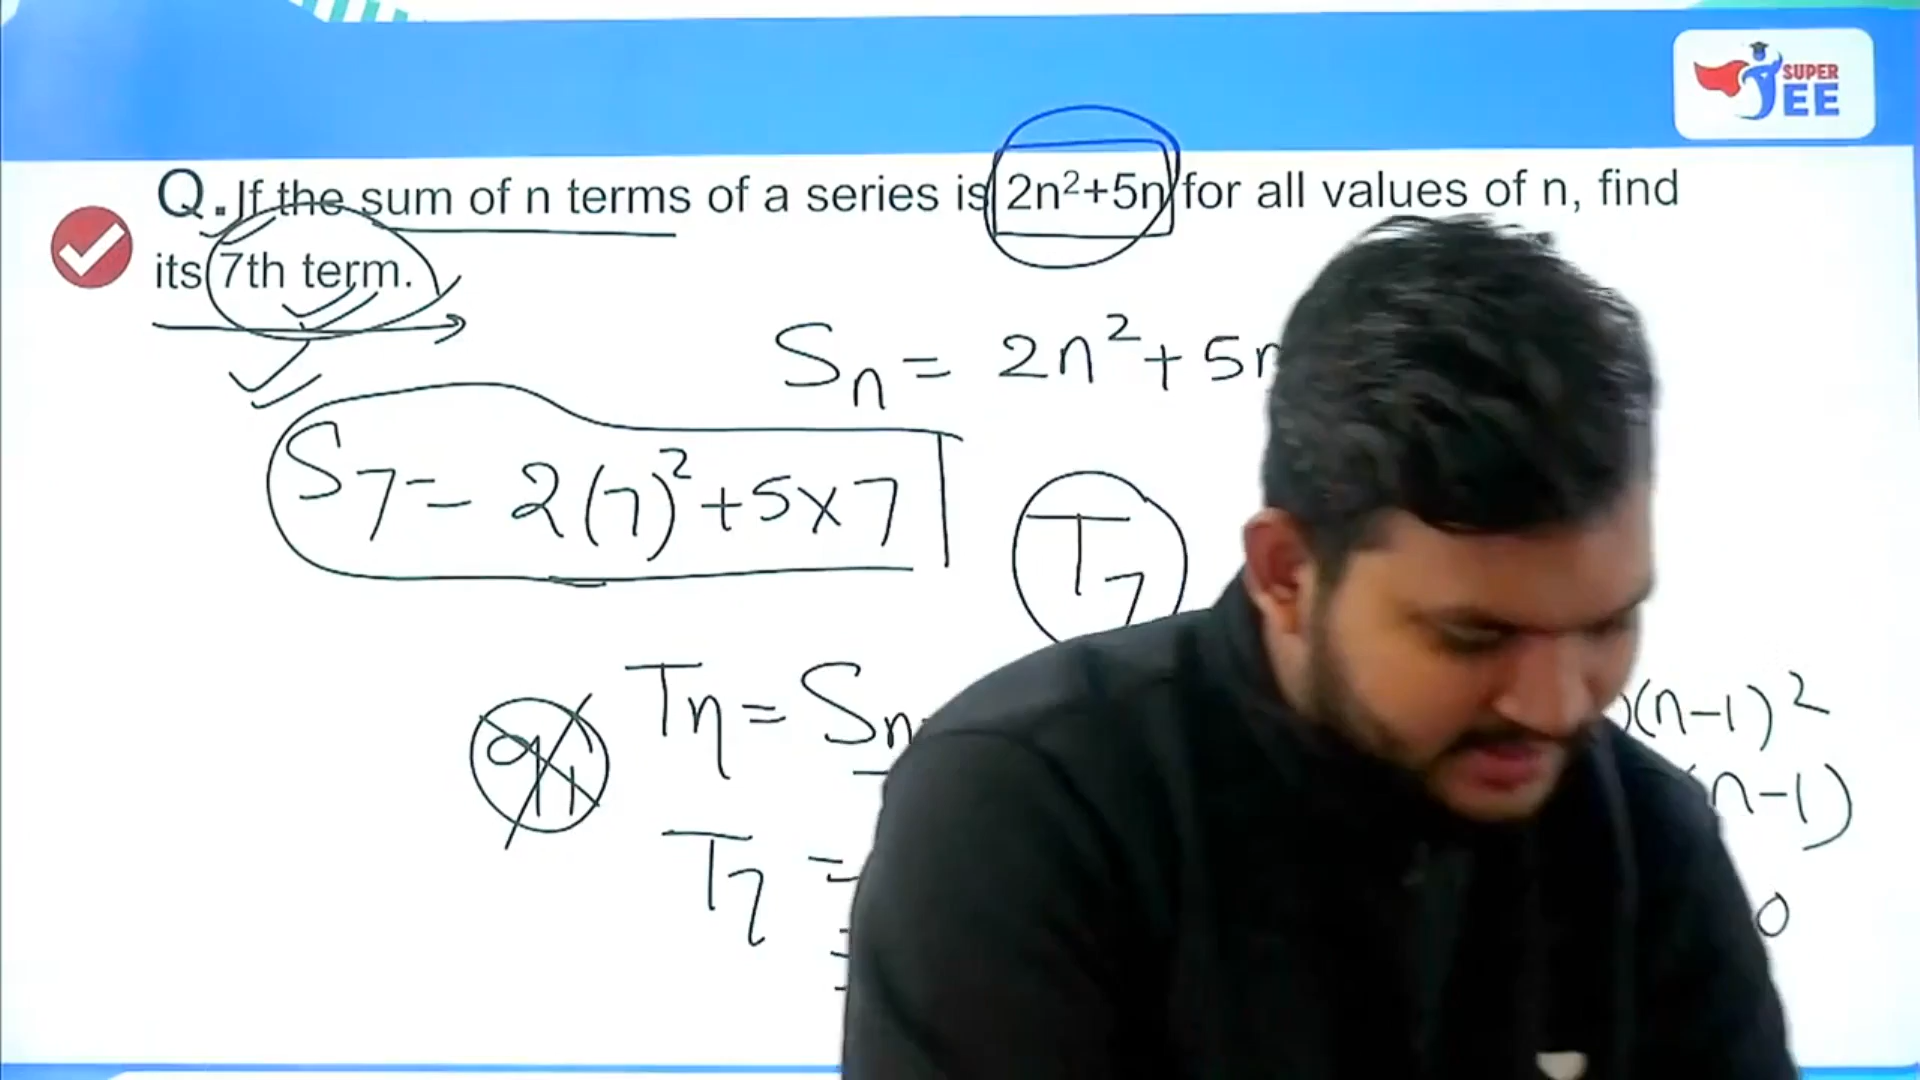 SUPER
JEE
Q. If the sum of n terms of a series is 2n²+5n for all values of n, find
its 7th term.
Sn = 2n² + 5n
S7 = 2(7)² + 5×7
T7
Tn = Sn
(n-1)²
(n-1)
T7 =
0